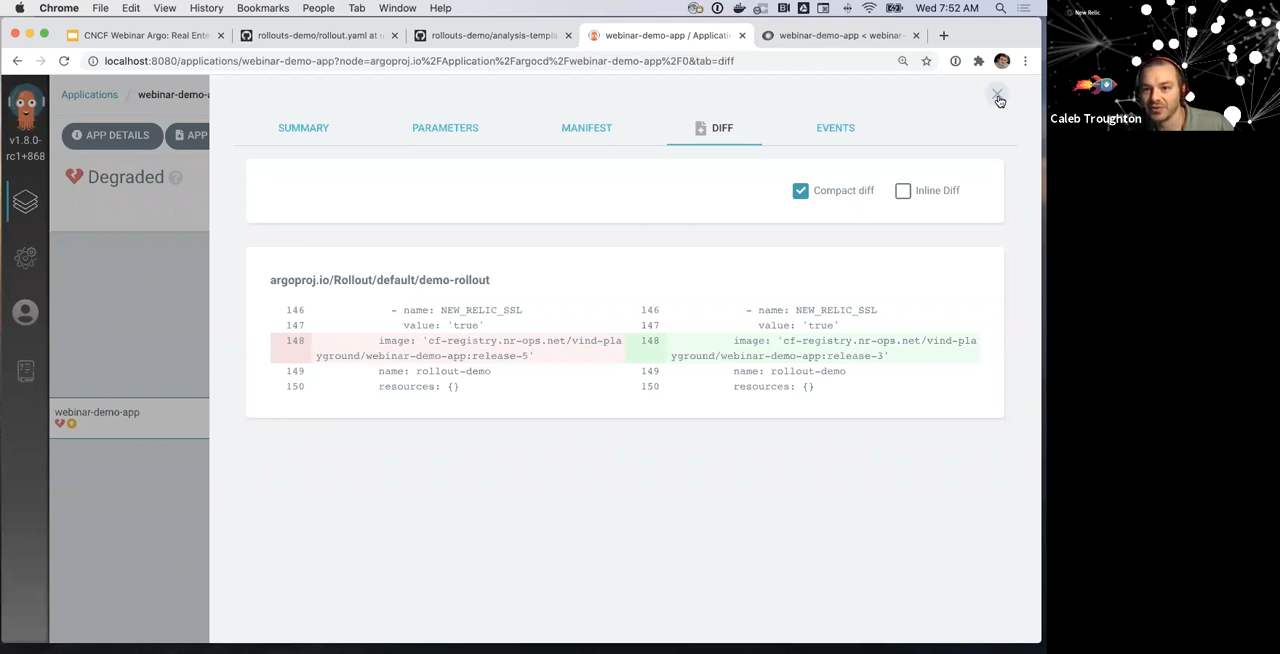 Chrome File Edit View History Bookmarks People Tab Window Help Wed 7:52 AM
CNCF Webinar Argo: Real Ente rollouts-demo/rollout.yaml at rollouts-demo/analysis-templa webinar-demo-app / Applicati webinar-demo-app < webinar-
localhost:8080/applications/webinar-demo-app?node=argoproj.io%2FApplication%2Fargocd%2Fwebinar-demo-app%2F0&tab=diff
New Relic
Caleb Troughton
v1.8.0-
rc1+868
Applications / webinar-demo-a
APP DETAILS APP
Degraded
webinar-demo-app
SUMMARY PARAMETERS MANIFEST DIFF EVENTS
Compact diff Inline Diff
argoproj.io/Rollout/default/demo-rollout
146 - name: NEW_RELIC_SSL 146 - name: NEW_RELIC_SSL
147 value: 'true' 147 value: 'true'
148 image: 'cf-registry.nr-ops.net/vind-pla 148 image: 'cf-registry.nr-ops.net/vind-pla
yground/webinar-demo-app:release-5' yground/webinar-demo-app:release-3'
149 name: rollout-demo 149 name: rollout-demo
150 resources: {} 150 resources: {}